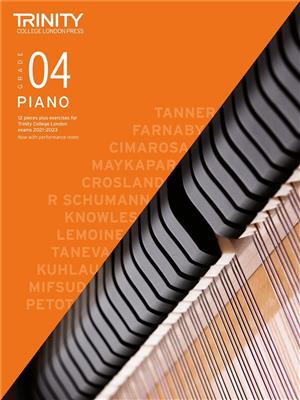 TRINITY
COLLEGE LONDON PRESS
GRADE
04
PIANO
12 pieces plus exercises for
Trinity College London
exams 2021-2023
Now with performance notes
TANNER
FARNABY
CIMAROSA
MAYKAPAR
CROSLAND
R SCHUMANN
KNOWLES
LEMOINE
TANEVA
KUHLAU
MIFSUD
PETOT